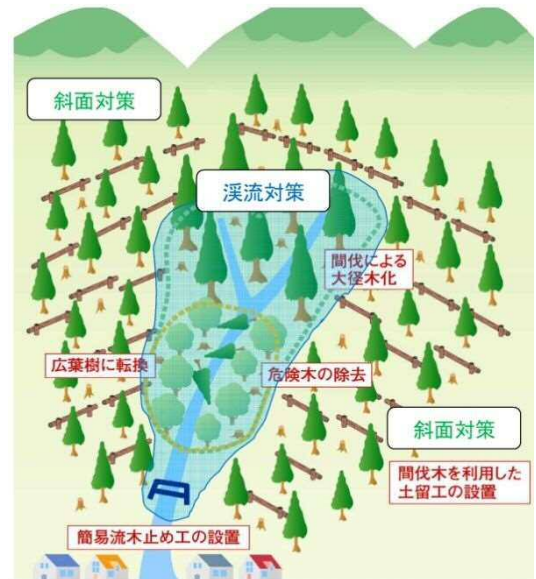 斜面対策
渓流対策
間伐による
大径木化
広葉樹に転換
危険木の除去
斜面対策
間伐木を利用した
土留工の設置
簡易流木止め工の設置